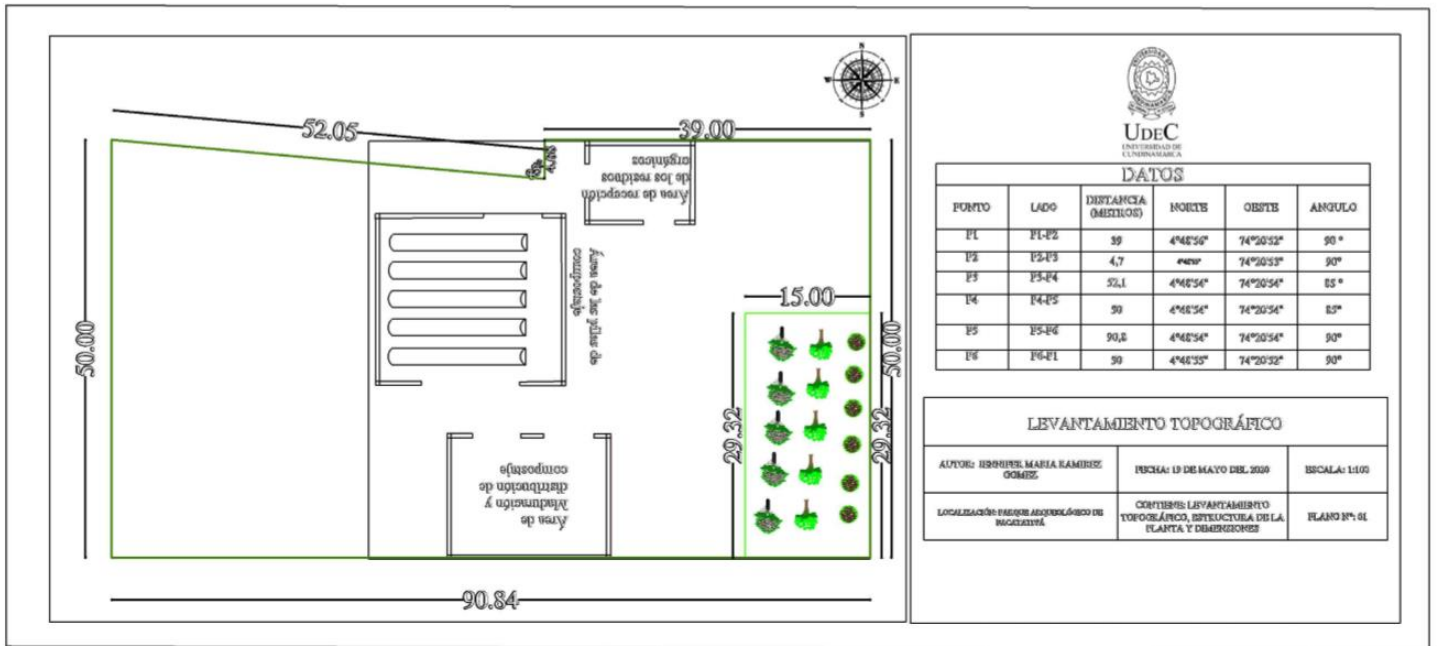 N
W
E
S
52.05
39.00
4.70
Área de recepción
de los residuos
orgánicos
Área de las pilas de
compostaje
15.00
50.00
50.00
29.32
29.32
Área de
Maduración y
distribución de
compostaje
90.84
UNIVERSIDAD DE
CUNDINAMARCA
UDEC
UNIVERSIDAD DE
CUNDINAMARCA
DATOS
PUNTO LADO DISTANCIA (METROS) NORTE OESTE ANGULO
P1 P1-P2 39 4°48'56" 74°20'52" 90 °
P2 P2-P3 4,7 74°20'53" 90°
P3 P3-P4 52,1 4°48'54" 74°20'54" 85 °
P4 P4-P5 50 4°48'54" 74°20'54" 85°
P5 P5-P6 90,8 4°48'54" 74°20'54" 90°
P6 P6-P1 50 4°48'55" 74°20'52" 90°
LEVANTAMIENTO TOPOGRÁFICO
AUTOR: JENNIFER MARIA RAMIREZ
GOMEZ
FECHA: 19 DE MAYO DEL 2020
ESCALA: 1:100
LOCALIZACIÓN: PARQUE ARQUEOLÓGICO DE
FACATATIVÁ
CONTIENE: LEVANTAMIENTO
TOPOGRÁFICO, ESTRUCTURA DE LA
PLANTA Y DIMENSIONES
PLANO N°: 01